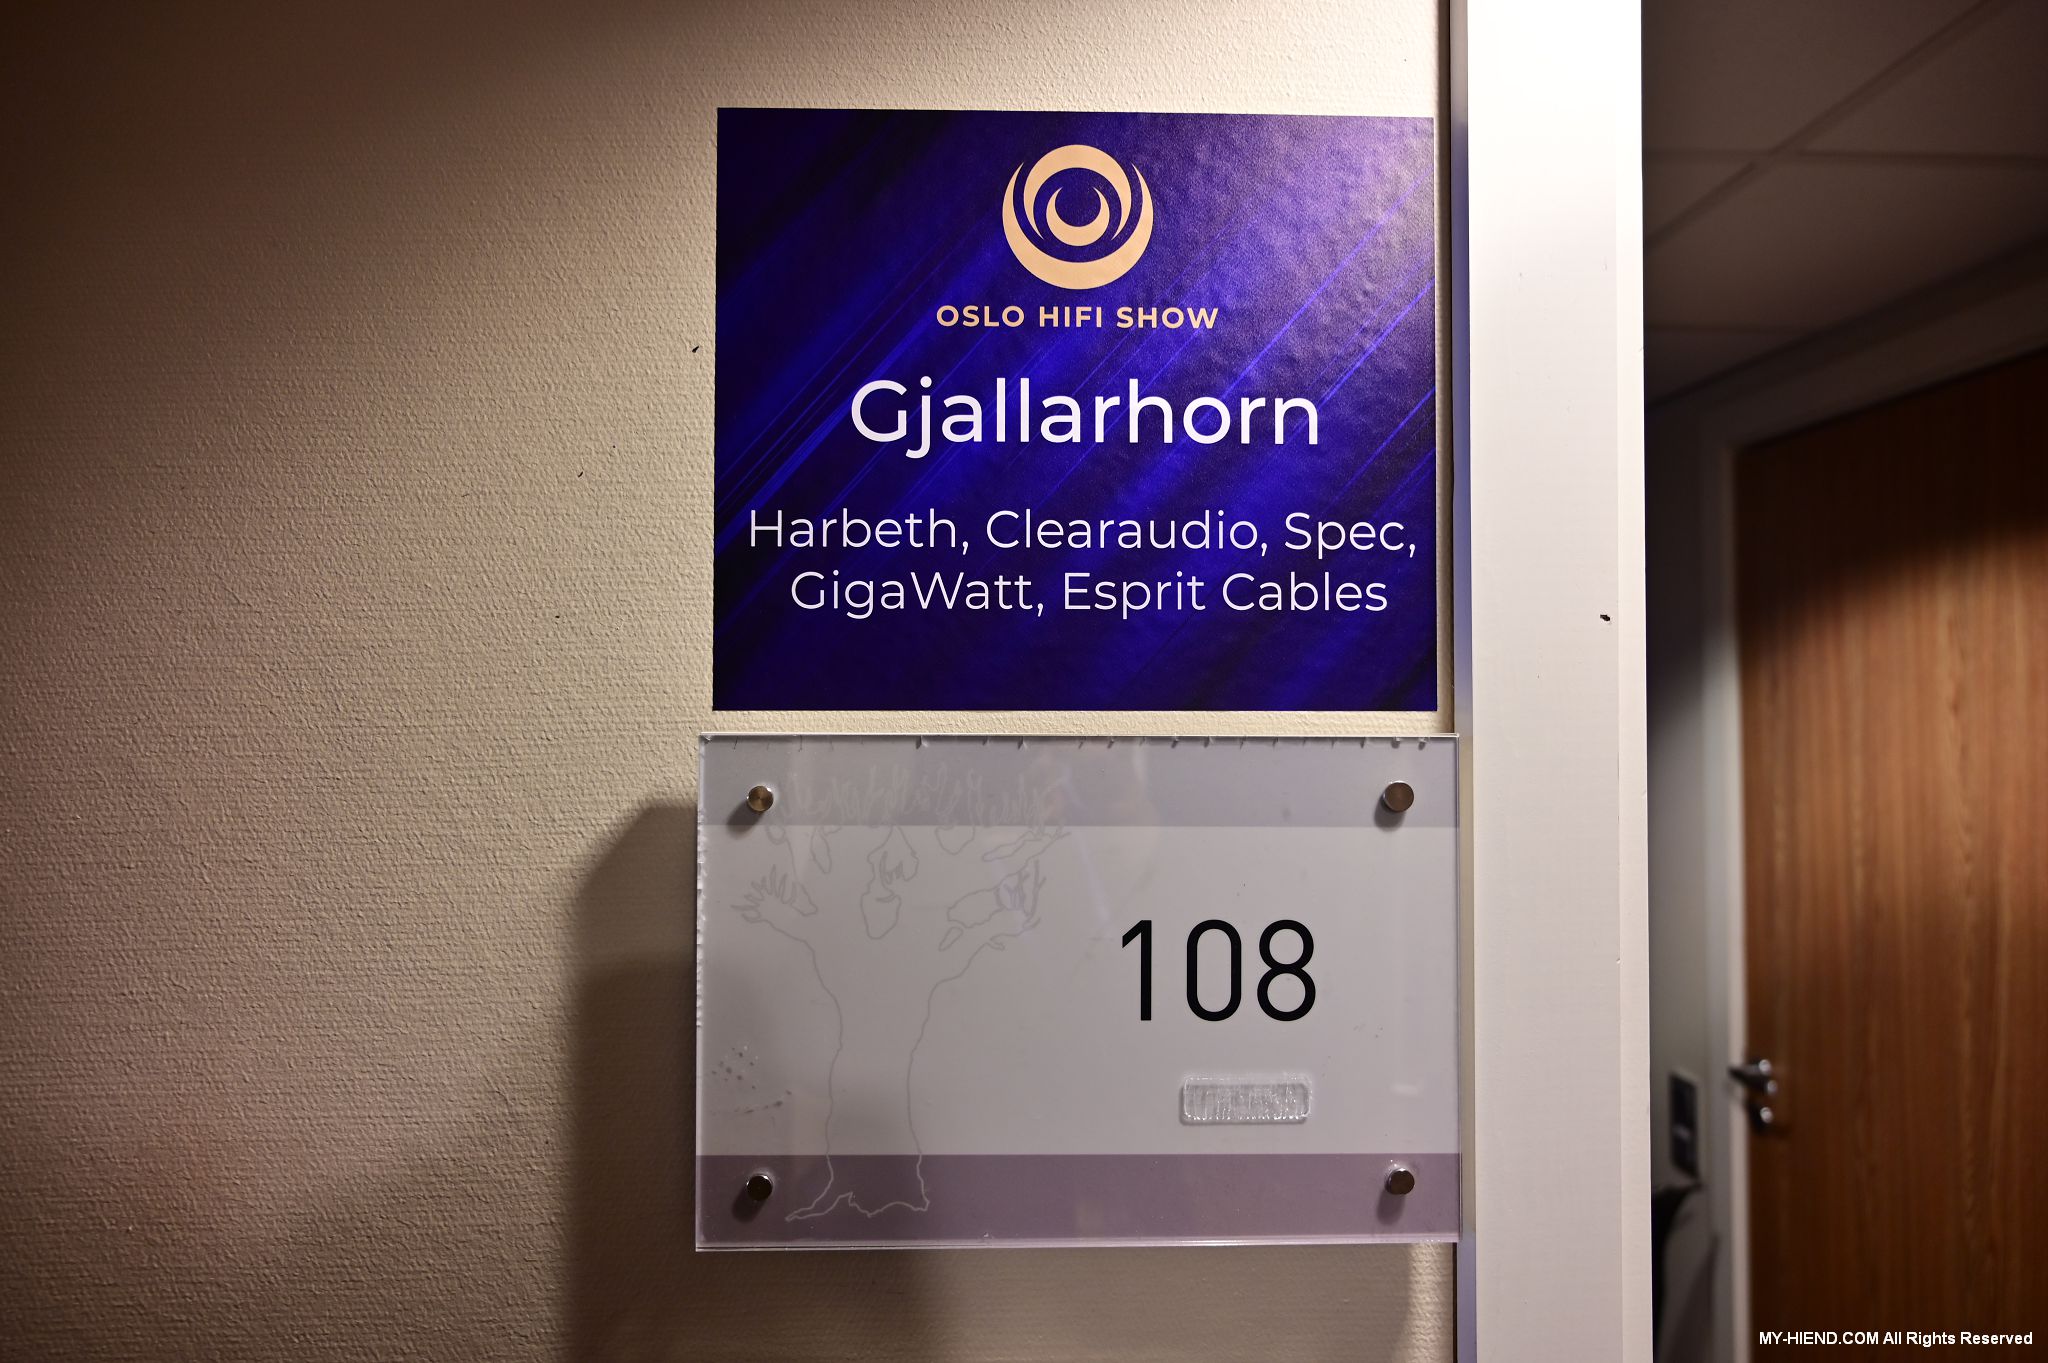 OSLO HIFI SHOW
Gjallarhorn
Harbeth, Clearaudio, Spec,
GigaWatt, Esprit Cables
108
MY-HIEND.COM All Rights Reserved